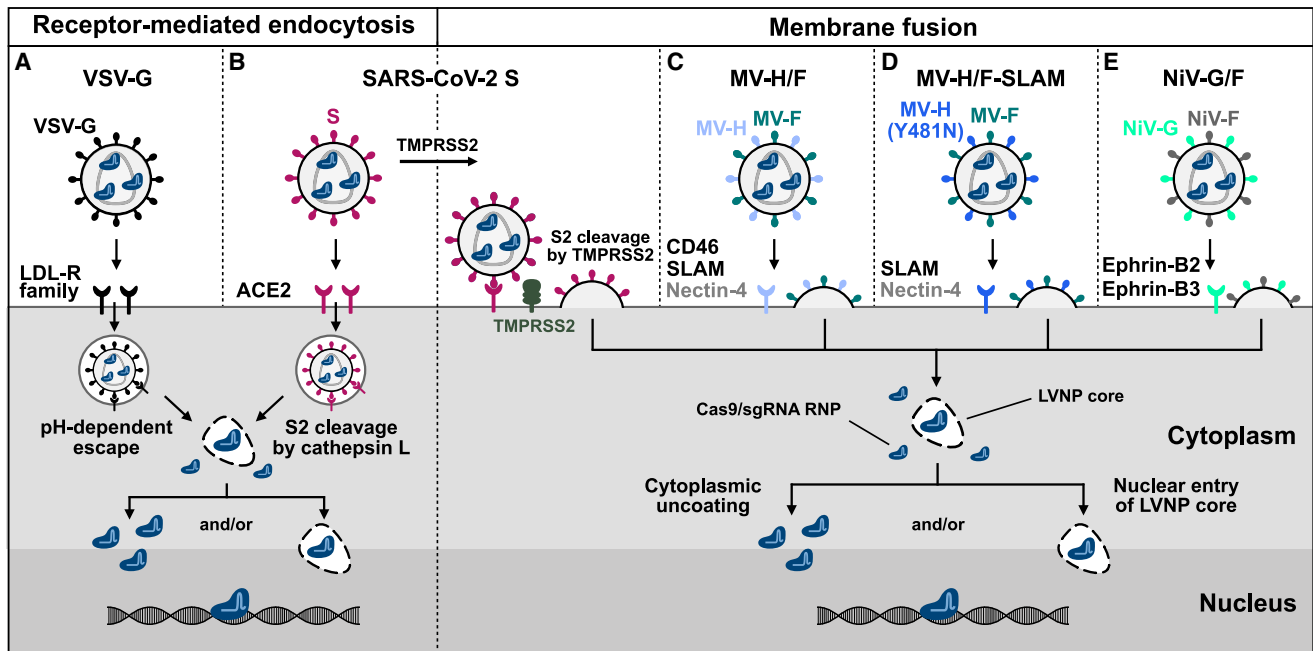 Receptor-mediated endocytosis
Membrane fusion
A
VSV-G
B
SARS-CoV-2 S
C
MV-H/F
D
MV-H/F-SLAM
E
NiV-G/F
VSV-G
S
TMPRSS2
MV-H
MV-F
MV-H
(Y481N)
MV-F
NiV-G
NiV-F
LDL-R
family
ACE2
S2 cleavage
by TMPRSS2
TMPRSS2
CD46
SLAM
Nectin-4
SLAM
Nectin-4
Ephrin-B2
Ephrin-B3
pH-dependent
escape
S2 cleavage
by cathepsin L
Cas9/sgRNA RNP
LVNP core
Cytoplasm
and/or
Cytoplasmic
uncoating
and/or
Nuclear entry
of LVNP core
Nucleus